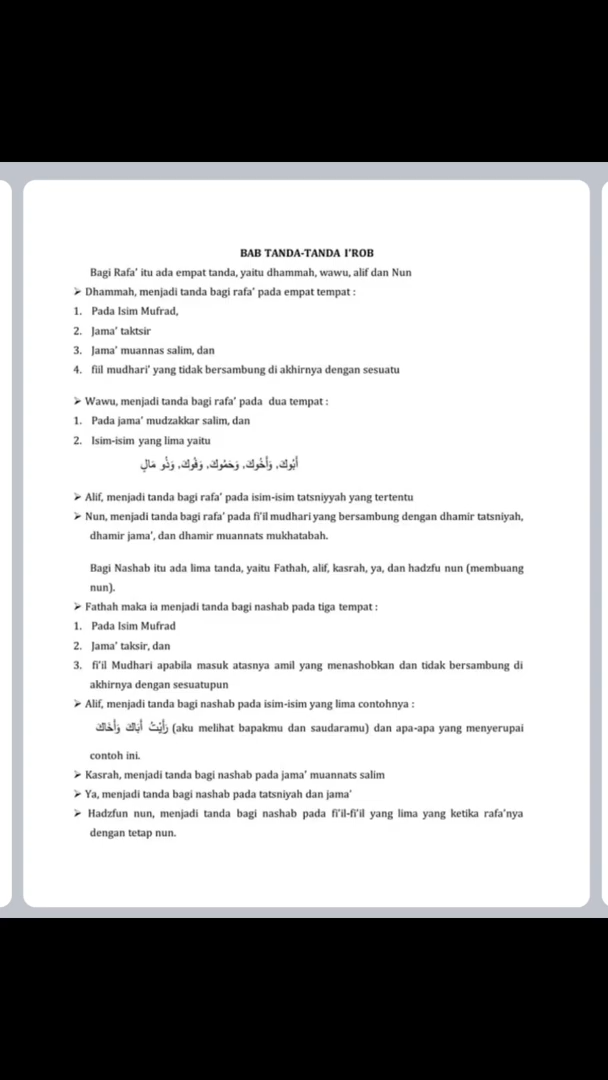 BAB TANDA-TANDA I'ROB
Bagi Rafa' itu ada empat tanda, yaitu dhammah, wawu, alif dan Nun
➢ Dhammah, menjadi tanda bagi rafa' pada empat tempat :
1. Pada Isim Mufrad,
2. Jama' taktsir
3. Jama' muannas salim, dan
4. fiil mudhari' yang tidak bersambung di akhirnya dengan sesuatu
➢ Wawu, menjadi tanda bagi rafa' pada dua tempat :
1. Pada jama' mudzakkar salim, dan
2. Isim-isim yang lima yaitu
أَبُوكَ، وَأَخُوكَ، وَحَمُوكَ، وَفُوكَ، وَذُو مَالٍ
➢ Alif, menjadi tanda bagi rafa' pada isim-isim tatsniyyah yang tertentu
➢ Nun, menjadi tanda bagi rafa' pada fi'il mudhari yang bersambung dengan dhamir tatsniyah,
dhamir jama', dan dhamir muannats mukhatabah.
Bagi Nashab itu ada lima tanda, yaitu Fathah, alif, kasrah, ya, dan hadzfu nun (membuang
nun).
➢ Fathah maka ia menjadi tanda bagi nashab pada tiga tempat :
1. Pada Isim Mufrad
2. Jama' taksir, dan
3. fi'il Mudhari apabila masuk atasnya amil yang menashobkan dan tidak bersambung di
akhirnya dengan sesuatupun
➢ Alif, menjadi tanda bagi nashab pada isim-isim yang lima contohnya :
رَأَيْتُ أَبَاكَ وَأَخَاكَ (aku melihat bapakmu dan saudaramu) dan apa-apa yang menyerupai
contoh ini.
➢ Kasrah, menjadi tanda bagi nashab pada jama' muannats salim
➢ Ya, menjadi tanda bagi nashab pada tatsniyah dan jama'
➢ Hadzfun nun, menjadi tanda bagi nashab pada fi'il-fi'il yang lima yang ketika rafa'nya
dengan tetap nun.